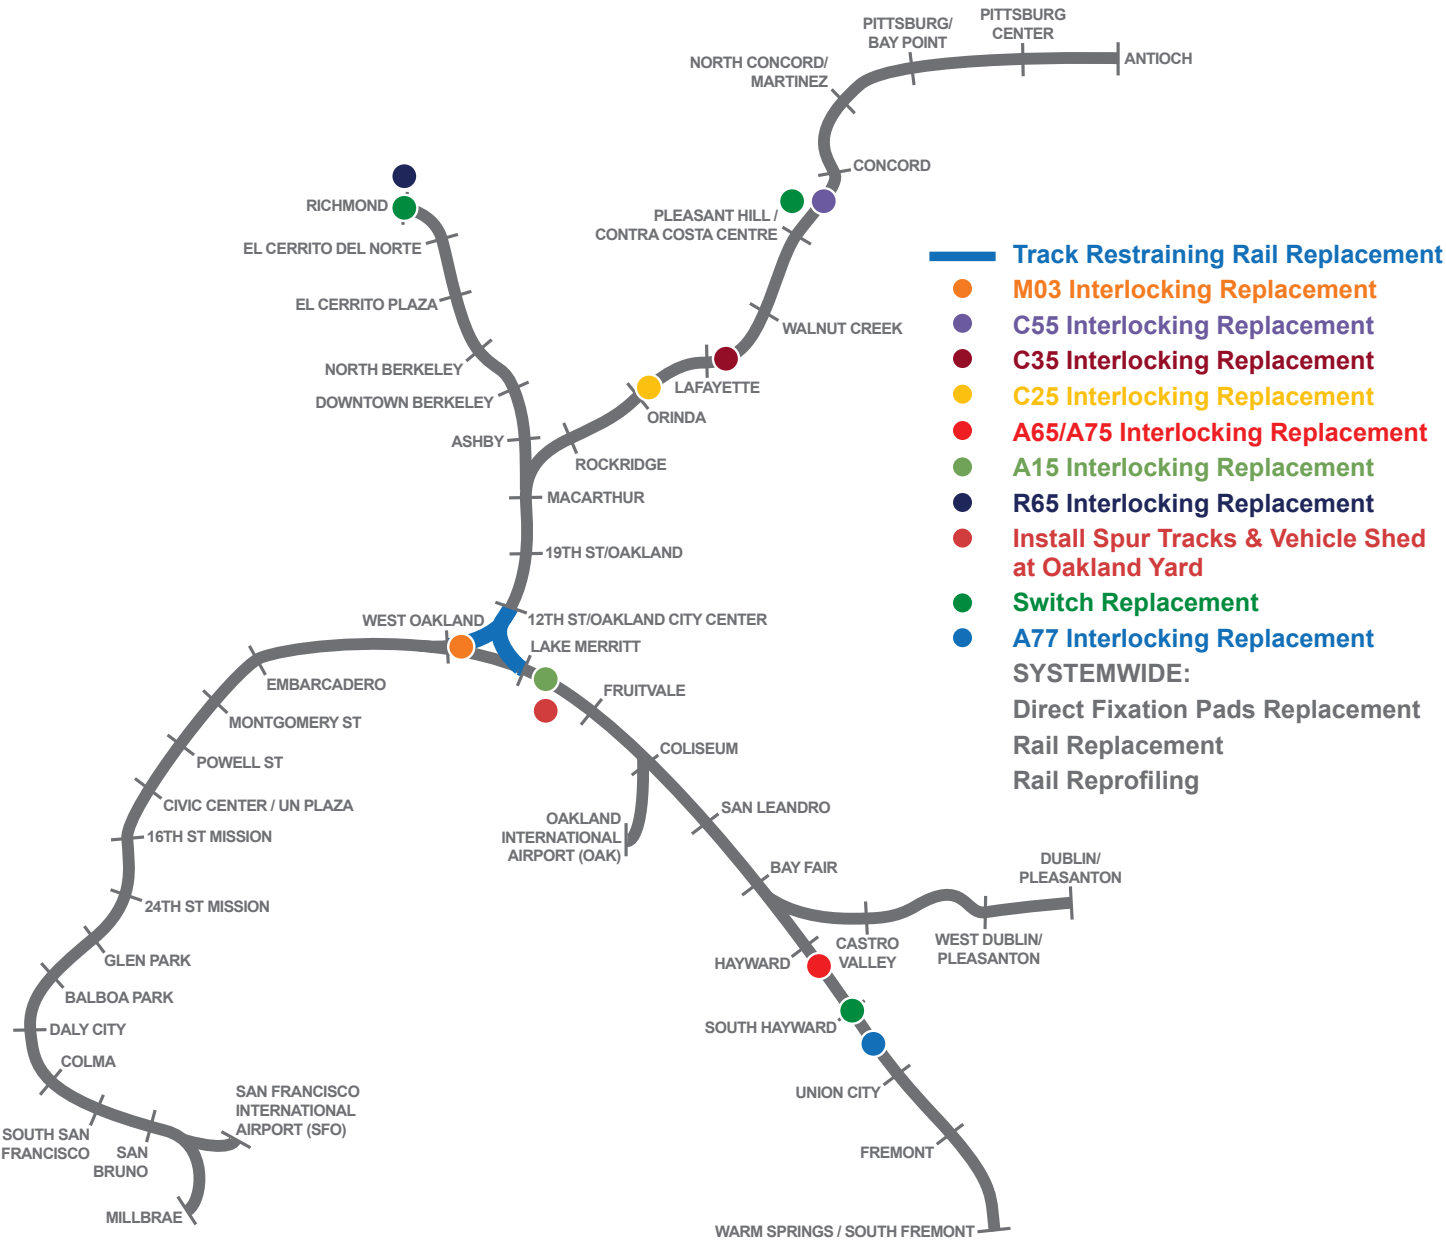 PITTSBURG/
BAY POINT
PITTSBURG
CENTER
ANTIOCH
NORTH CONCORD/
MARTINEZ
CONCORD
RICHMOND
PLEASANT HILL /
CONTRA COSTA CENTRE
EL CERRITO DEL NORTE
EL CERRITO PLAZA
WALNUT CREEK
NORTH BERKELEY
DOWNTOWN BERKELEY
LAFAYETTE
ORINDA
ASHBY
ROCKRIDGE
MACARTHUR
19TH ST/OAKLAND
WEST OAKLAND
12TH ST/OAKLAND CITY CENTER
LAKE MERRITT
EMBARCADERO
FRUITVALE
MONTGOMERY ST
COLISEUM
POWELL ST
CIVIC CENTER / UN PLAZA
SAN LEANDRO
OAKLAND
INTERNATIONAL
AIRPORT (OAK)
16TH ST MISSION
BAY FAIR
DUBLIN/
PLEASANTON
24TH ST MISSION
CASTRO
VALLEY
WEST DUBLIN/
PLEASANTON
GLEN PARK
HAYWARD
BALBOA PARK
DALY CITY
SOUTH HAYWARD
COLMA
SAN FRANCISCO
INTERNATIONAL
AIRPORT (SFO)
UNION CITY
SOUTH SAN
FRANCISCO
SAN
BRUNO
FREMONT
MILLBRAE
WARM SPRINGS / SOUTH FREMONT
Track Restraining Rail Replacement
M03 Interlocking Replacement
C55 Interlocking Replacement
C35 Interlocking Replacement
C25 Interlocking Replacement
A65/A75 Interlocking Replacement
A15 Interlocking Replacement
R65 Interlocking Replacement
Install Spur Tracks & Vehicle Shed
at Oakland Yard
Switch Replacement
A77 Interlocking Replacement
SYSTEMWIDE:
Direct Fixation Pads Replacement
Rail Replacement
Rail Reprofiling